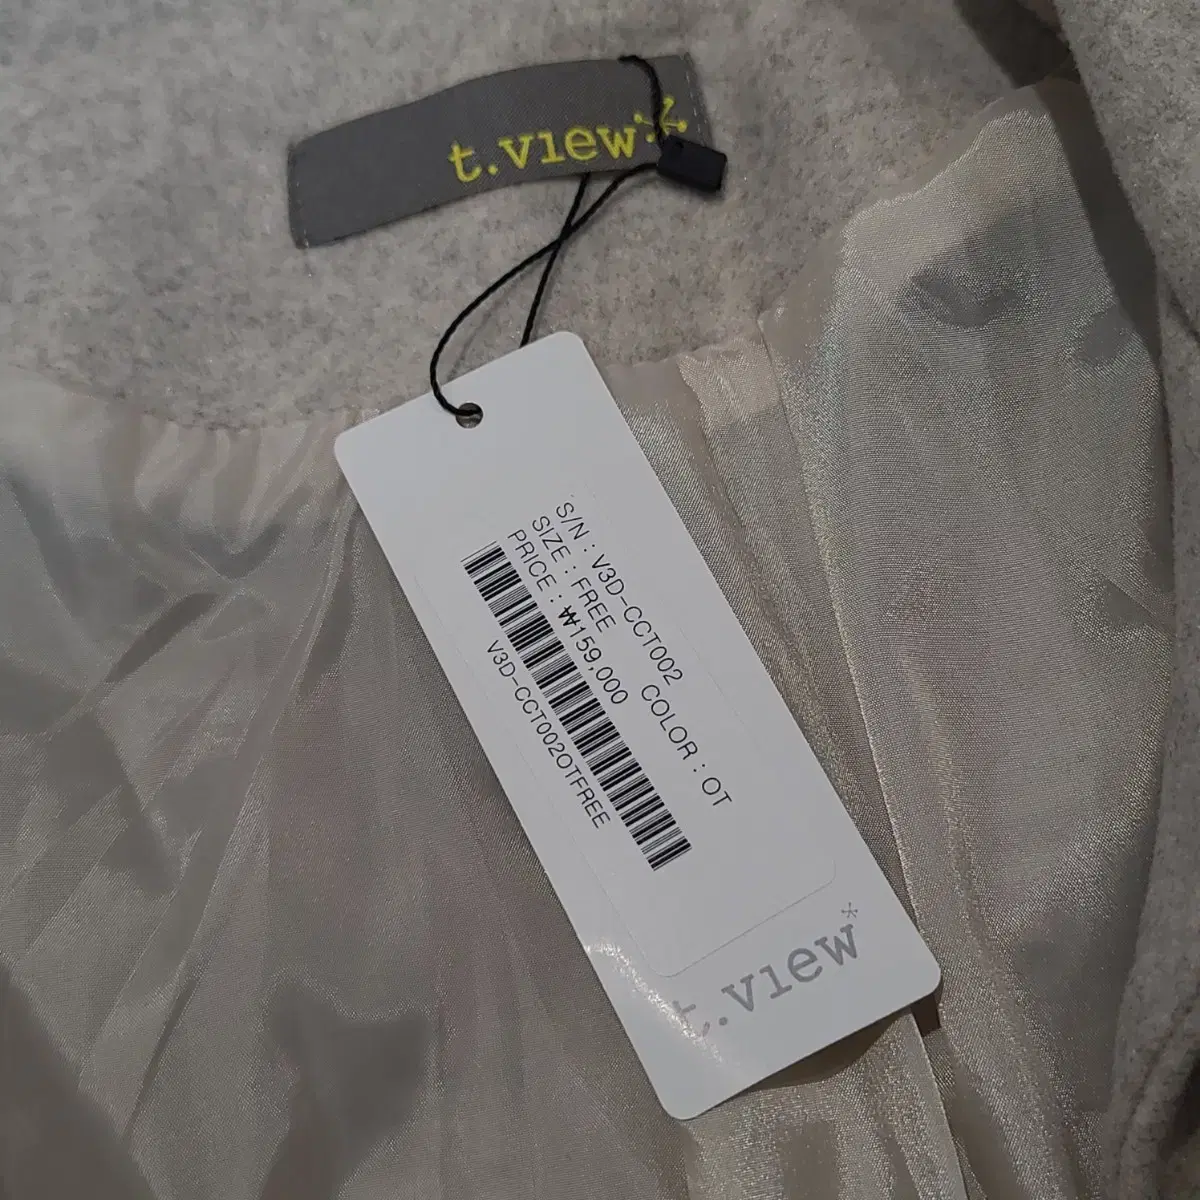 t.view*
S/N : V3D-CCT002
SIZE : FREE COLOR : OT
PRICE : ₩159,000
V3D-CCT002OTFREE
t.view*